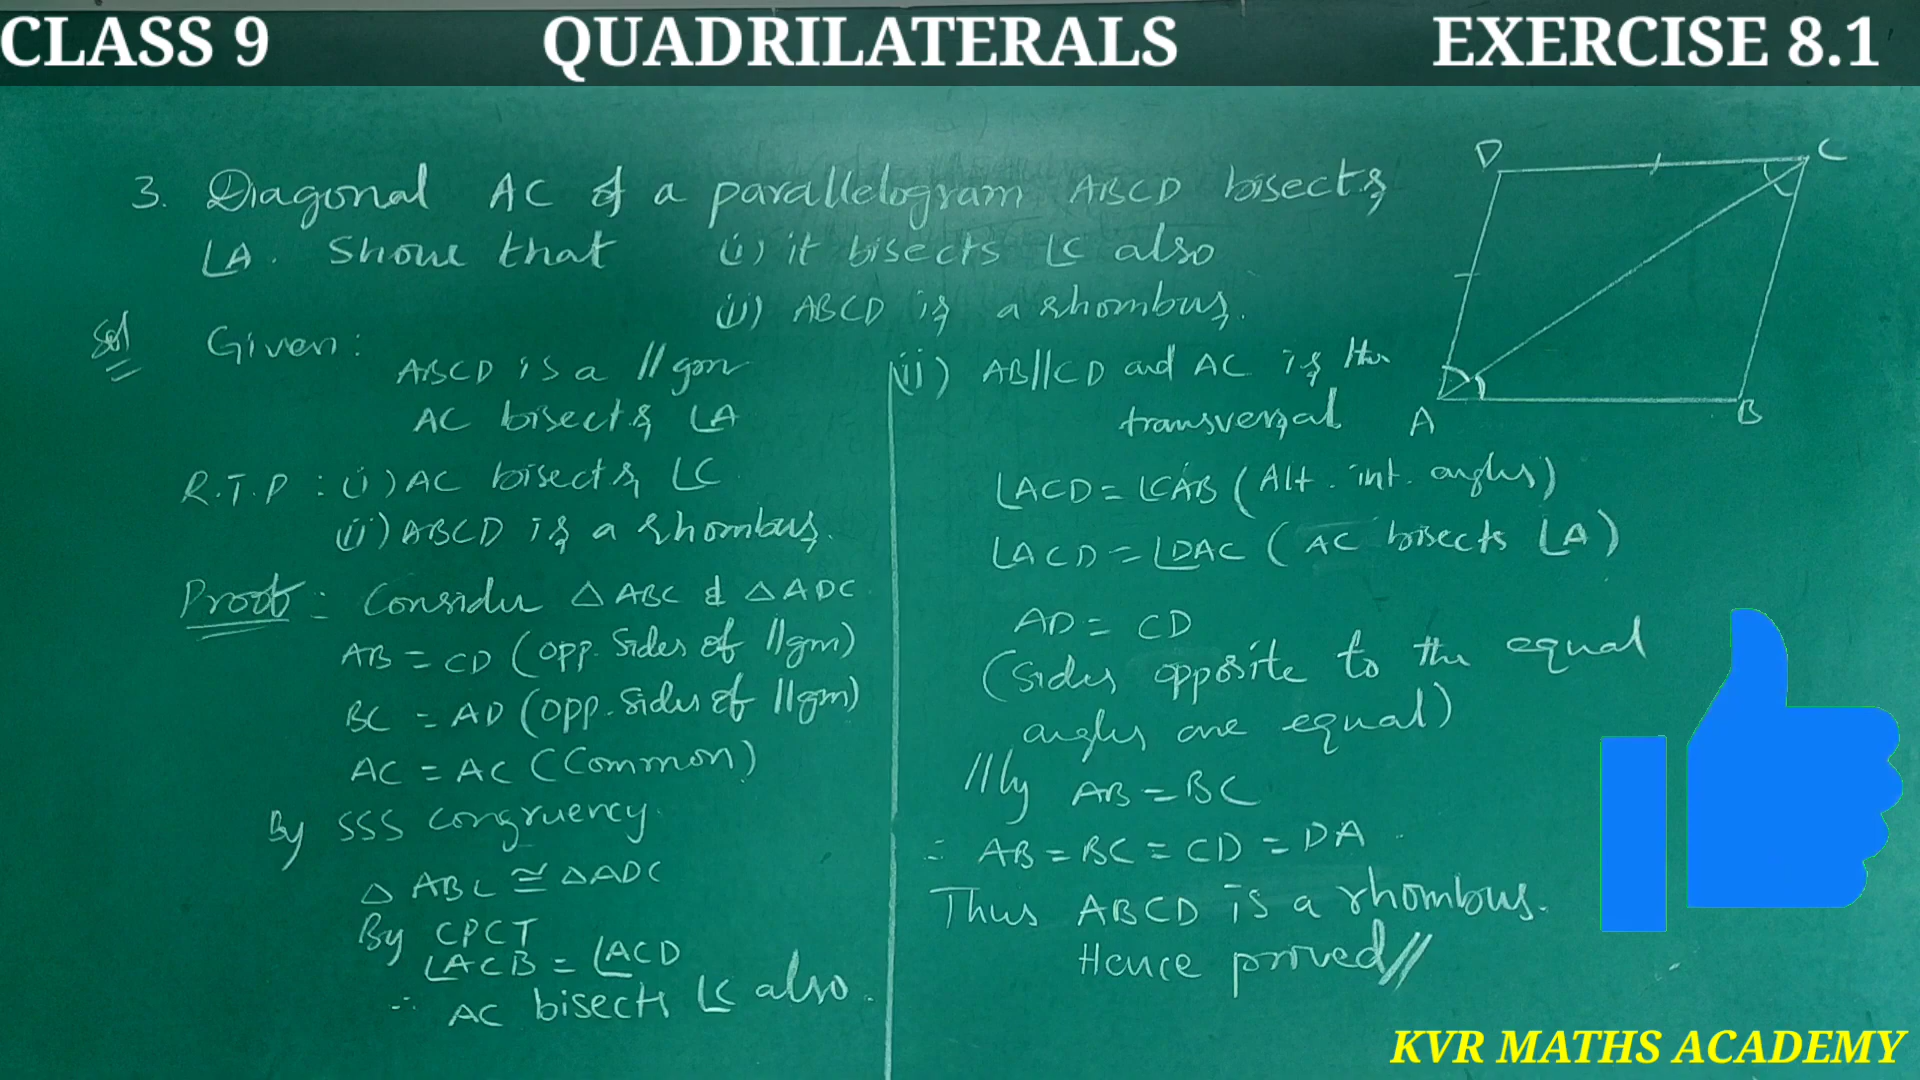 CLASS 9 QUADRILATERALS EXERCISE 8.1
3. Diagonal AC of a parallelogram ABCD bisects
∠A. Show that (i) it bisects ∠C also
(ii) ABCD is a rhombus.
D C
A B
Sol Given:
ABCD is a //gm
AC bisects ∠A
R.T.P : (i) AC bisects ∠C
(ii) ABCD is a rhombus.
Proof: Consider △ ABC & △ ADC
AB = CD (opp. sides of //gm)
BC = AD (opp. sides of //gm)
AC = AC (Common)
By SSS congruency
△ ABC ≅ △ADC
By CPCT
∠ACB = ∠ACD
∴ AC bisects ∠C also.
(ii) AB//CD and AC is the
transversal
∠ACD = ∠CAB (Alt. int. angles)
∠ACD = ∠DAC (AC bisects ∠A)
AD = CD
(sides opposite to the equal
angles are equal)
//ly AB = BC
∴ AB = BC = CD = DA
Thus ABCD is a rhombus.
Hence proved//
KVR MATHS ACADEMY